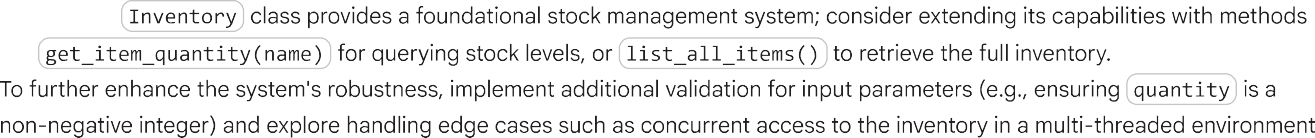 Inventory class provides a foundational stock management system; consider extending its capabilities with methods
get_item_quantity(name) for querying stock levels, or list_all_items() to retrieve the full inventory.
To further enhance the system's robustness, implement additional validation for input parameters (e.g., ensuring quantity is a
non-negative integer) and explore handling edge cases such as concurrent access to the inventory in a multi-threaded environment